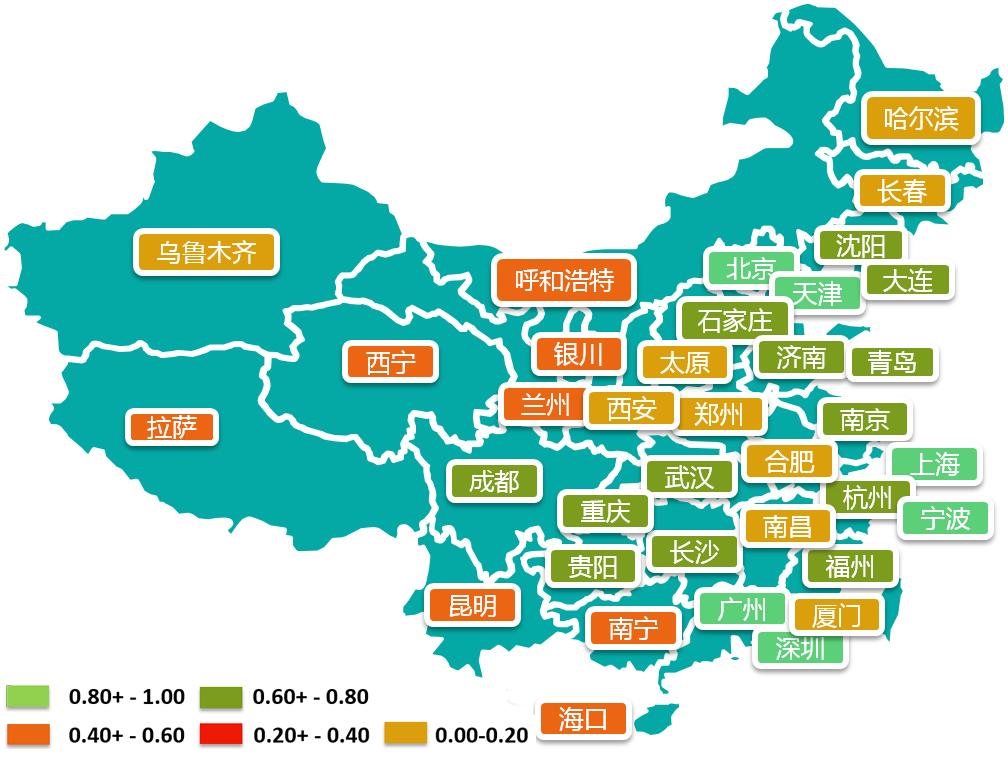 哈尔滨
长春
乌鲁木齐
沈阳
北京
大连
呼和浩特
天津
石家庄
银川
济南
西宁
太原
青岛
兰州
西安
郑州
南京
拉萨
合肥
上海
成都
武汉
杭州
重庆
宁波
南昌
长沙
贵阳
福州
昆明
广州
厦门
南宁
深圳
0.80+ - 1.00
0.60+ - 0.80
海口
0.40+ - 0.60
0.20+ - 0.40
0.00-0.20